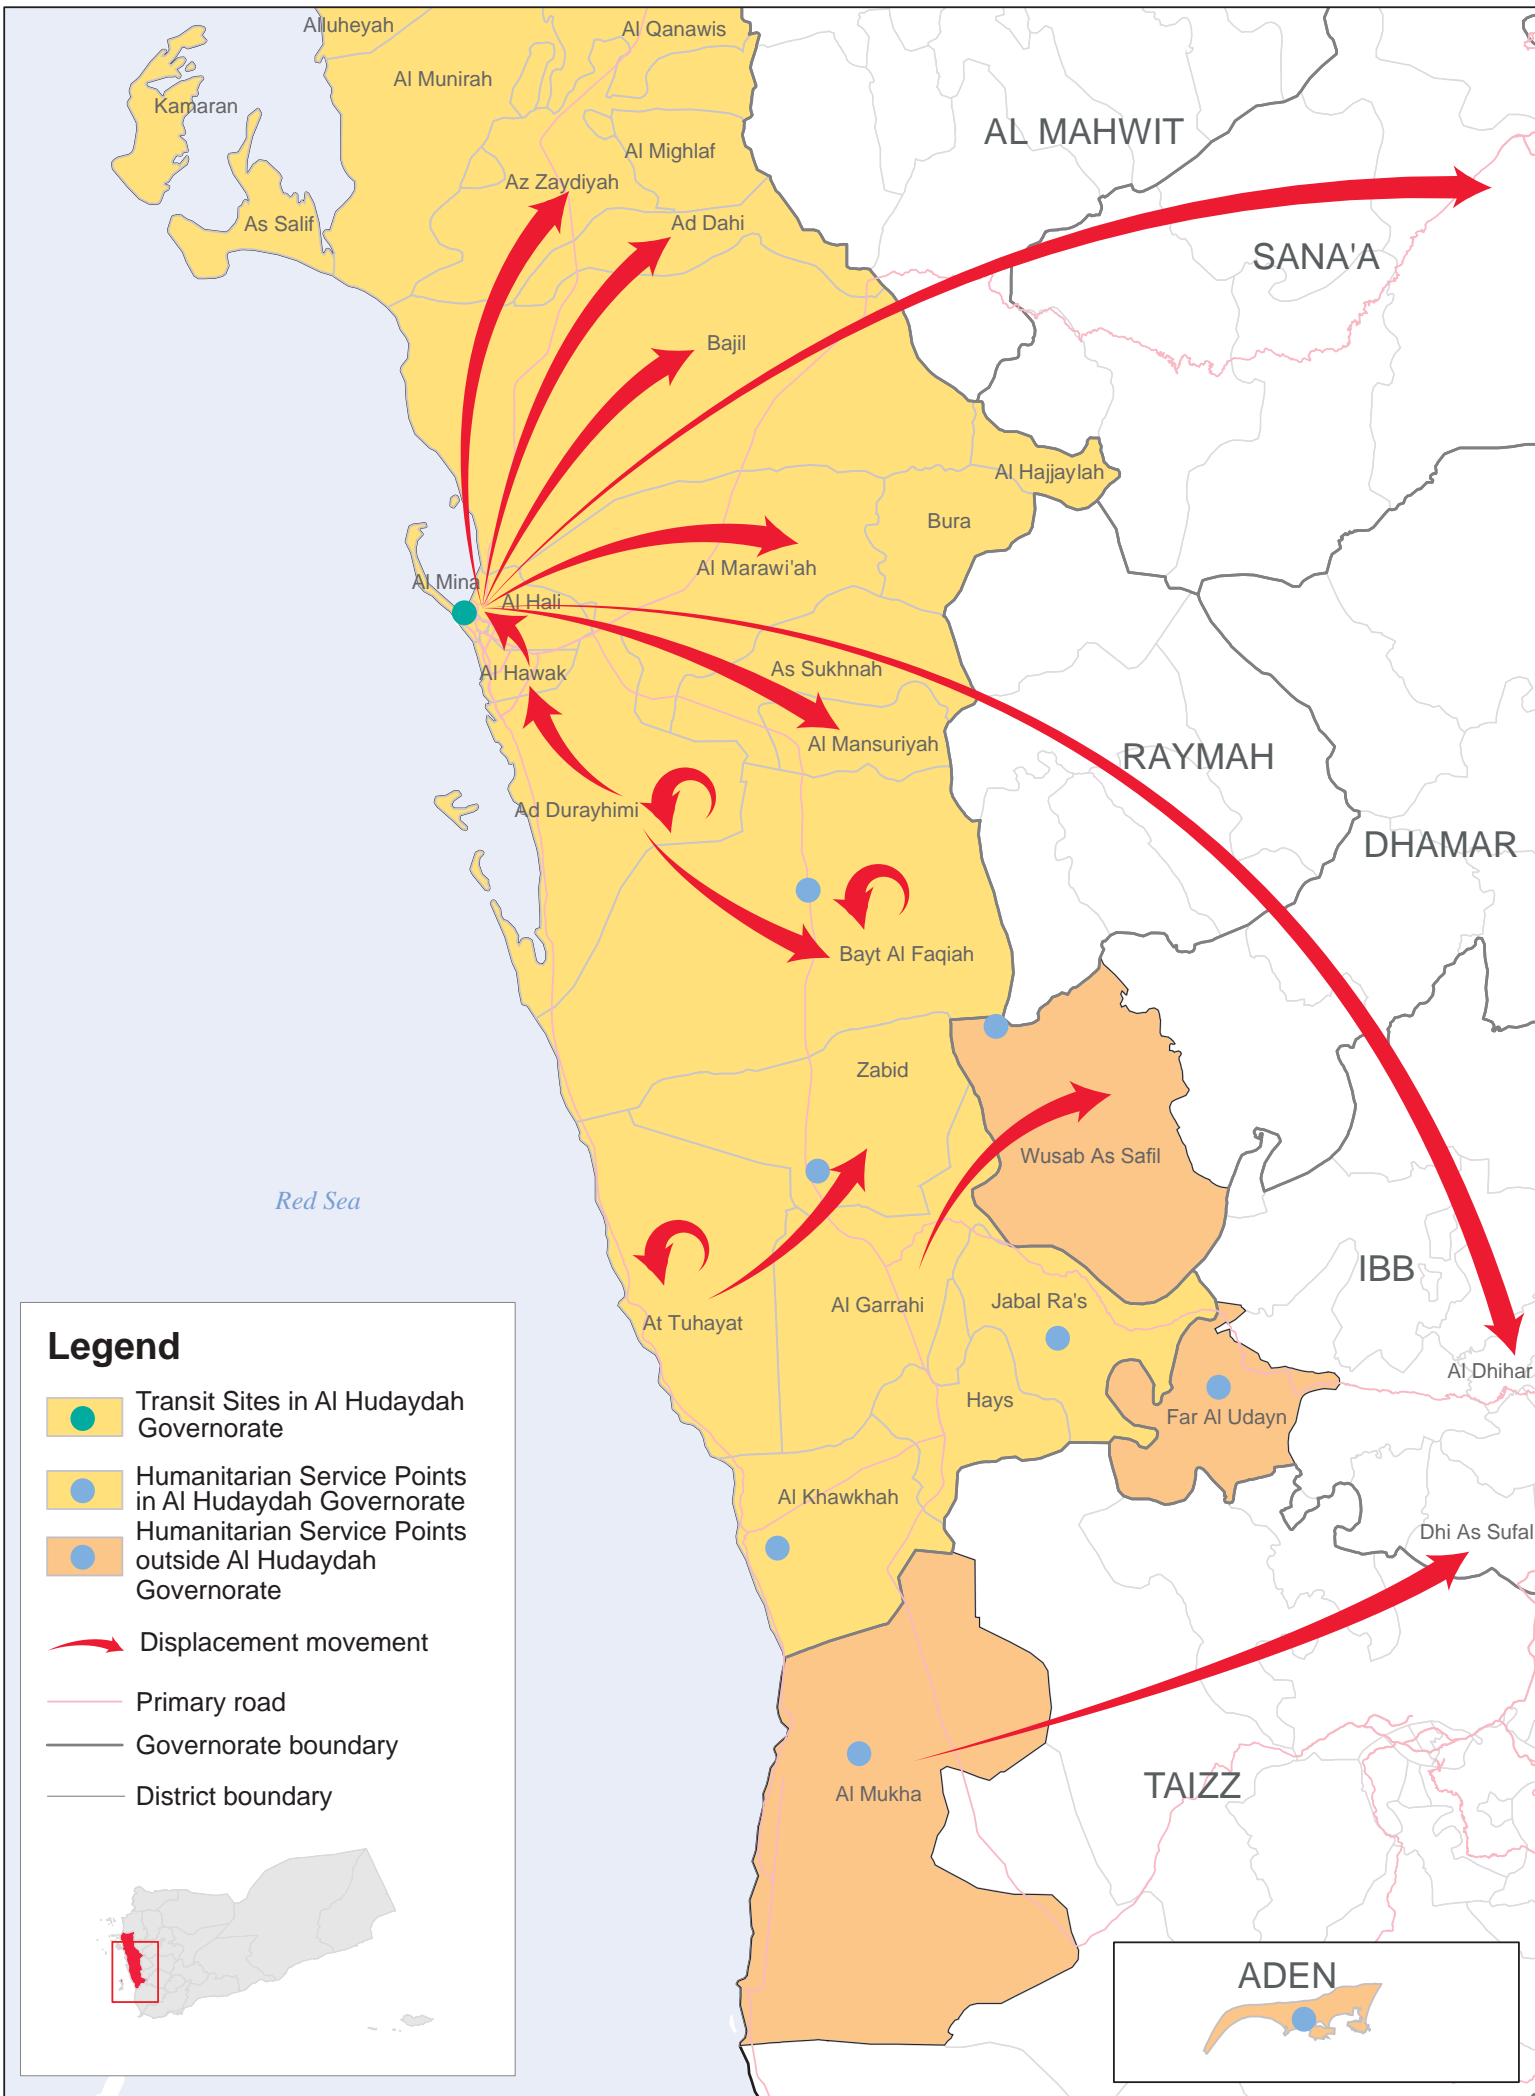 Alluheyah
Al Qanawis
Al Munirah
Kamaran
AL MAHWIT
Al Mighlaf
Az Zaydiyah
As Salif
Ad Dahi
SANA'A
Bajil
Al Hajjaylah
Bura
Al Marawi'ah
Al Mina
Al Hali
Al Hawak
As Sukhnah
Al Mansuriyah
RAYMAH
Ad Durayhimi
DHAMAR
Bayt Al Faqiah
Zabid
Wusab As Safil
Red Sea
IBB
Al Garrahi
Jabal Ra's
At Tuhayat
Al Dhihar
Hays
Far Al Udayn
Al Khawkhah
Dhi As Sufal
TAIZZ
Al Mukha
ADEN
Legend
Transit Sites in Al Hudaydah
Governorate
Humanitarian Service Points
in Al Hudaydah Governorate
Humanitarian Service Points
outside Al Hudaydah
Governorate
Displacement movement
Primary road
Governorate boundary
District boundary